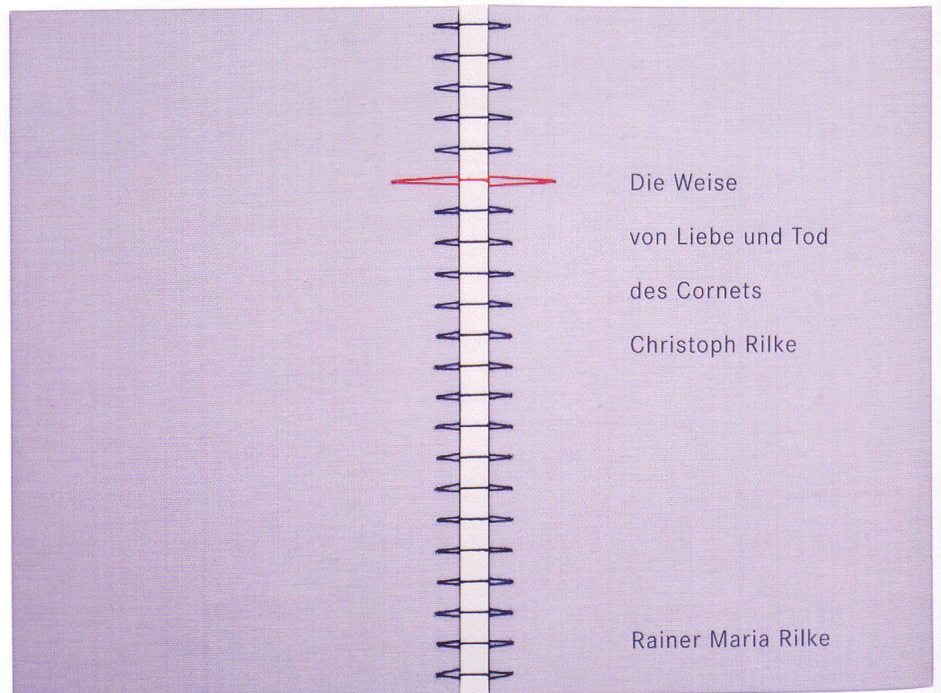 Die Weise
von Liebe und Tod
des Cornets
Christoph Rilke
Rainer Maria Rilke